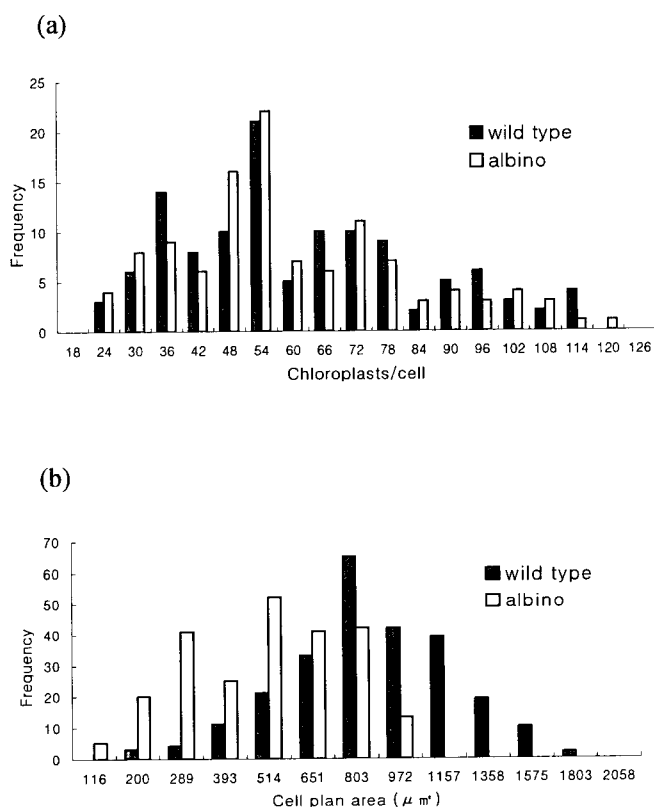 (a)
25
20
15
10
5
0
Frequency
wild type
albino
18 24 30 36 42 48 54 60 66 72 78 84 90 96 102 108 114 120 126
Chloroplasts/cell
(b)
70
60
50
40
30
20
10
0
Frequency
wild type
albino
116 200 289 393 514 651 803 972 1157 1358 1575 1803 2058
Cell plan area (μm²)